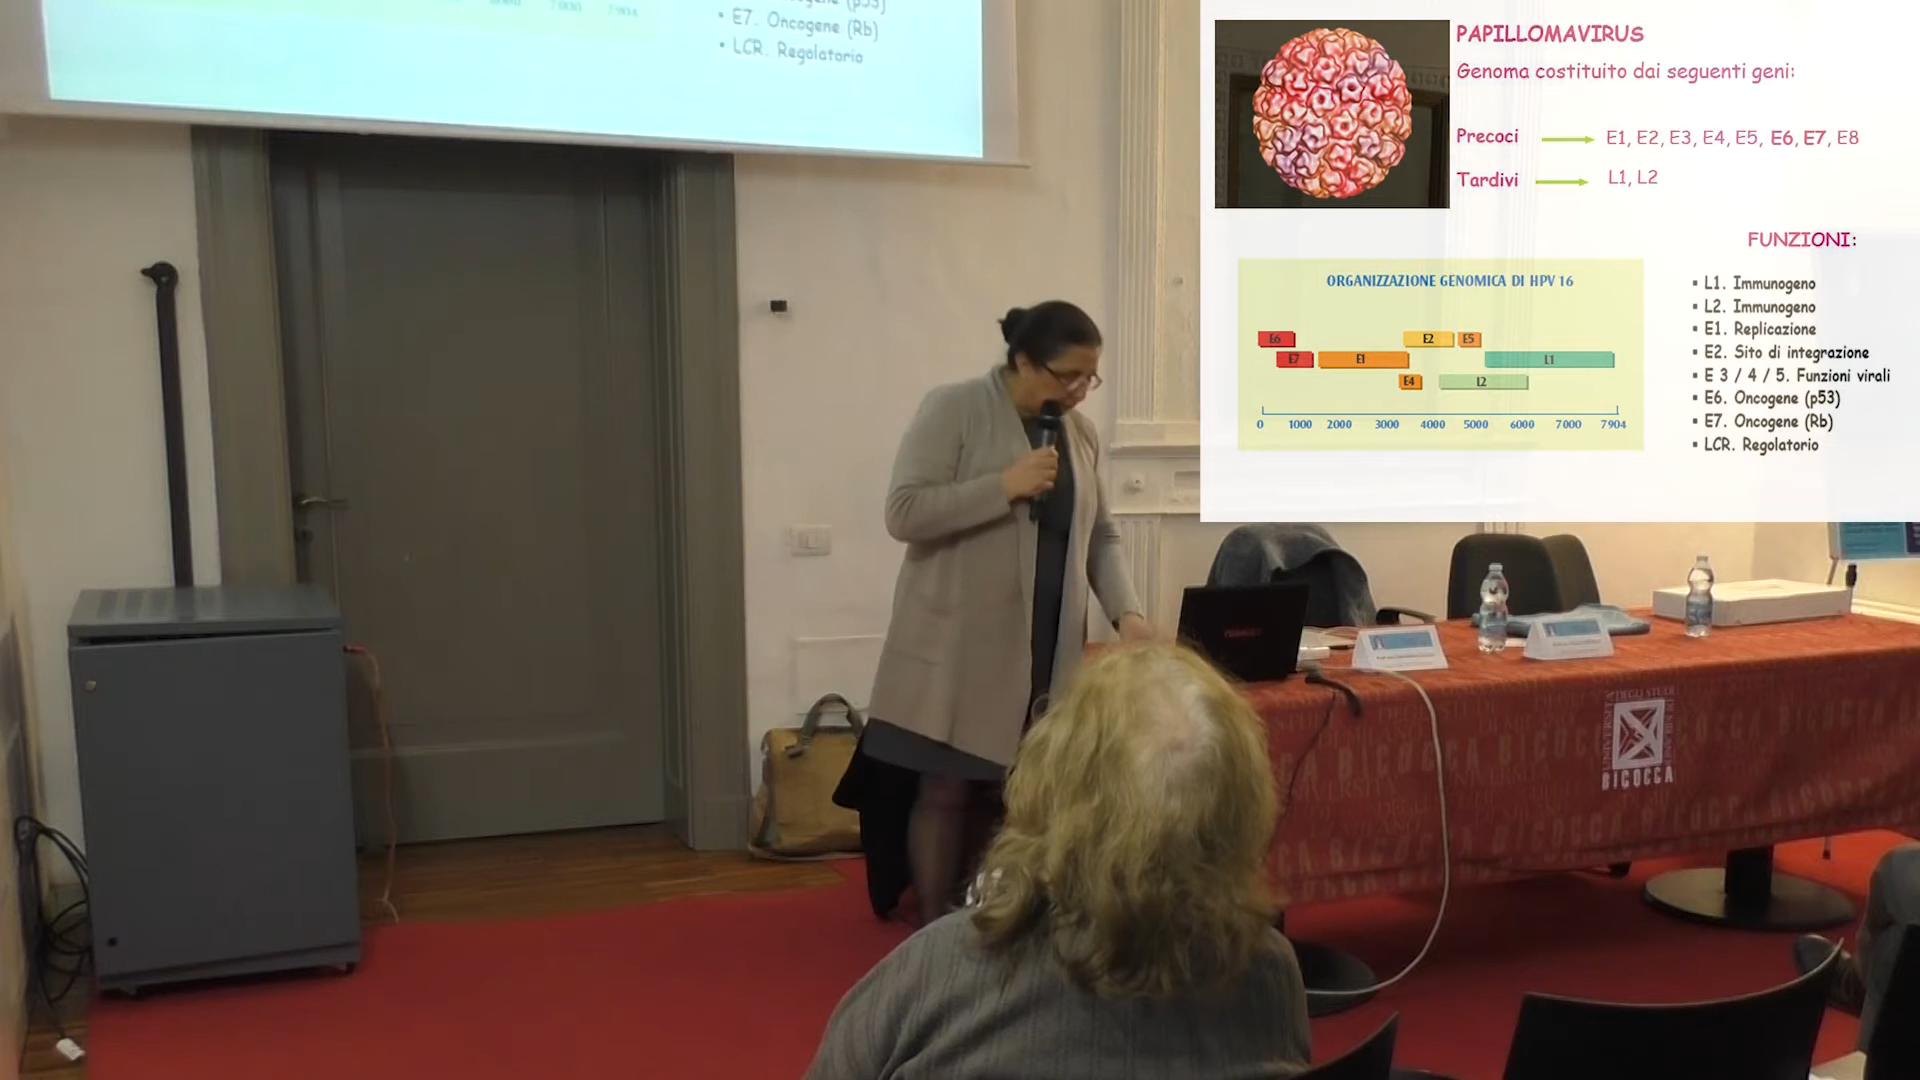 E7. Oncogene (Rb)
LCR. Regolatorio
PAPILLOMAVIRUS
Genoma costituito dai seguenti geni:
Precoci E1, E2, E3, E4, E5, E6, E7, E8
Tardivi L1, L2
FUNZIONI:
ORGANIZZAZIONE GENOMICA DI HPV 16
E6 E2 E5
E7 E1 L1
E4 L2
0 1000 2000 3000 4000 5000 6000 7000 7904
▪ L1. Immunogeno
▪ L2. Immunogeno
▪ E1. Replicazione
▪ E2. Sito di integrazione
▪ E 3 / 4 / 5. Funzioni virali
▪ E6. Oncogene (p53)
▪ E7. Oncogene (Rb)
▪ LCR. Regolatorio
BICOCCA